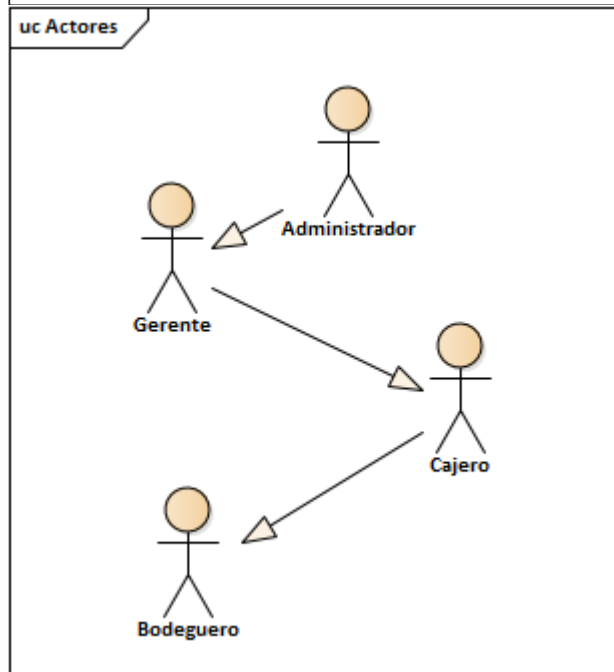 uc Actores
Administrador
Gerente
Cajero
Bodeguero